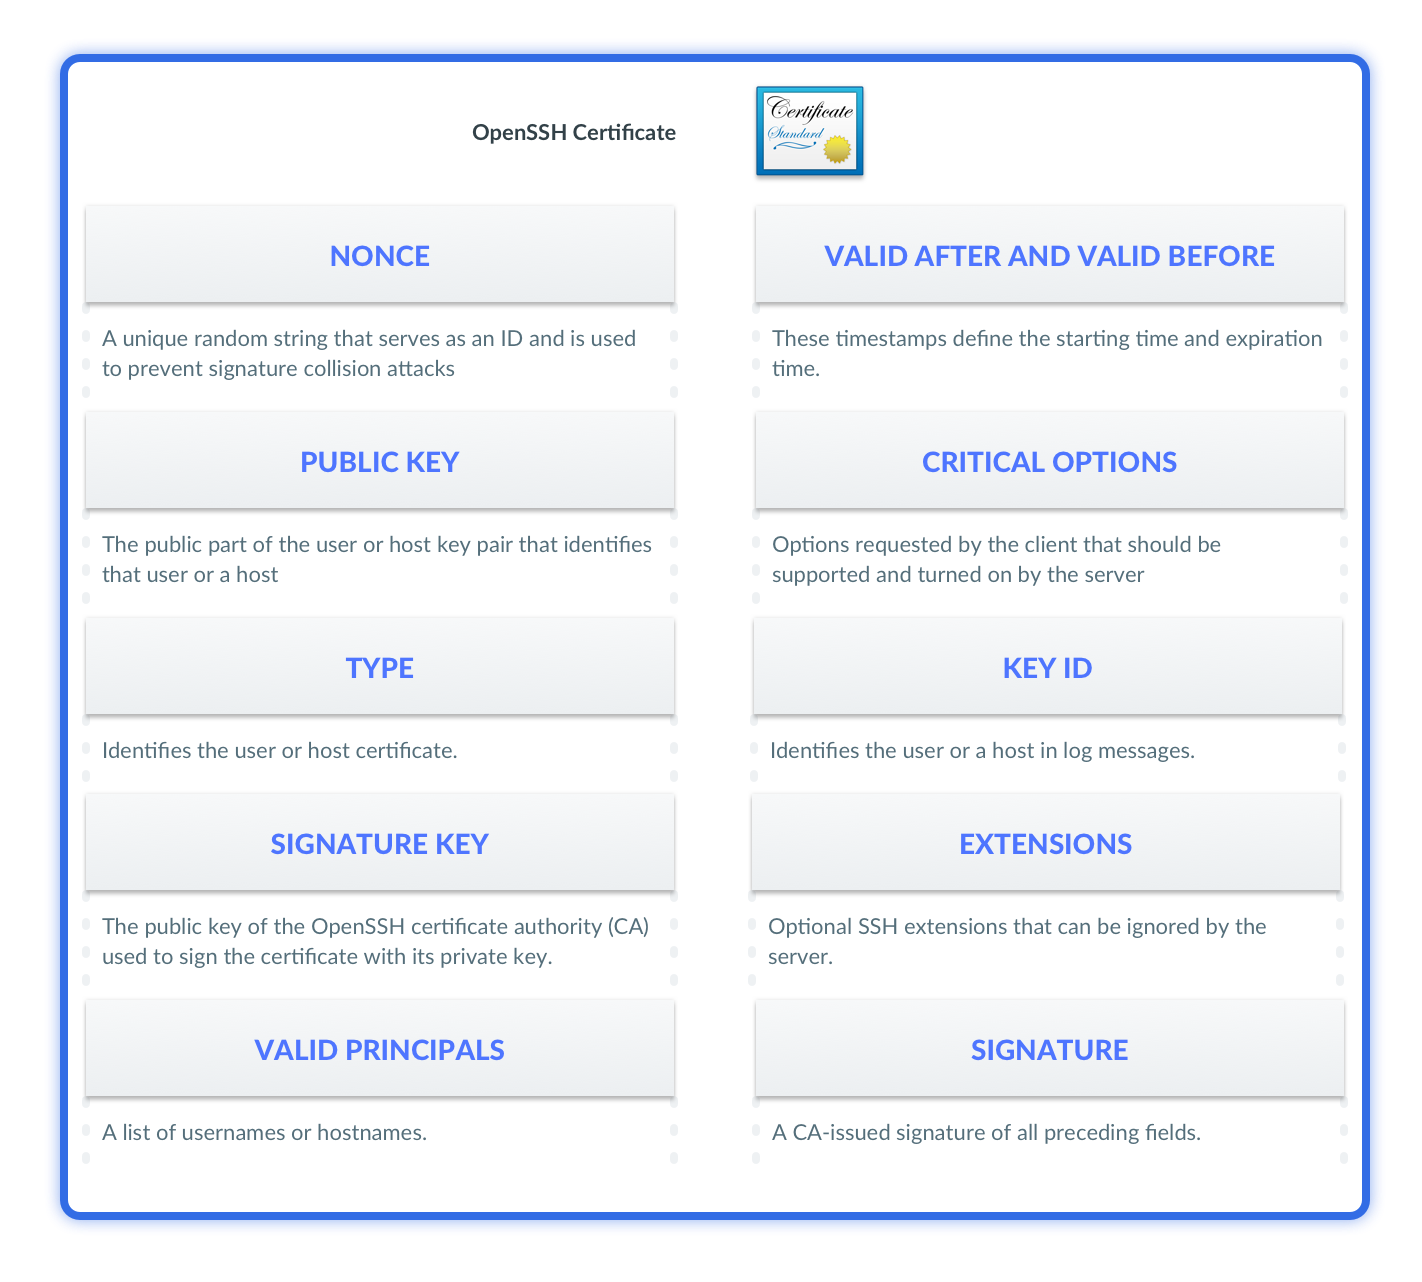 OpenSSH Certificate
Certificate
Standard
NONCE
A unique random string that serves as an ID and is used
to prevent signature collision attacks
PUBLIC KEY
The public part of the user or host key pair that identifies
that user or a host
TYPE
Identifies the user or host certificate.
SIGNATURE KEY
The public key of the OpenSSH certificate authority (CA)
used to sign the certificate with its private key.
VALID PRINCIPALS
A list of usernames or hostnames.
VALID AFTER AND VALID BEFORE
These timestamps define the starting time and expiration
time.
CRITICAL OPTIONS
Options requested by the client that should be
supported and turned on by the server
KEY ID
Identifies the user or a host in log messages.
EXTENSIONS
Optional SSH extensions that can be ignored by the
server.
SIGNATURE
A CA-issued signature of all preceding fields.